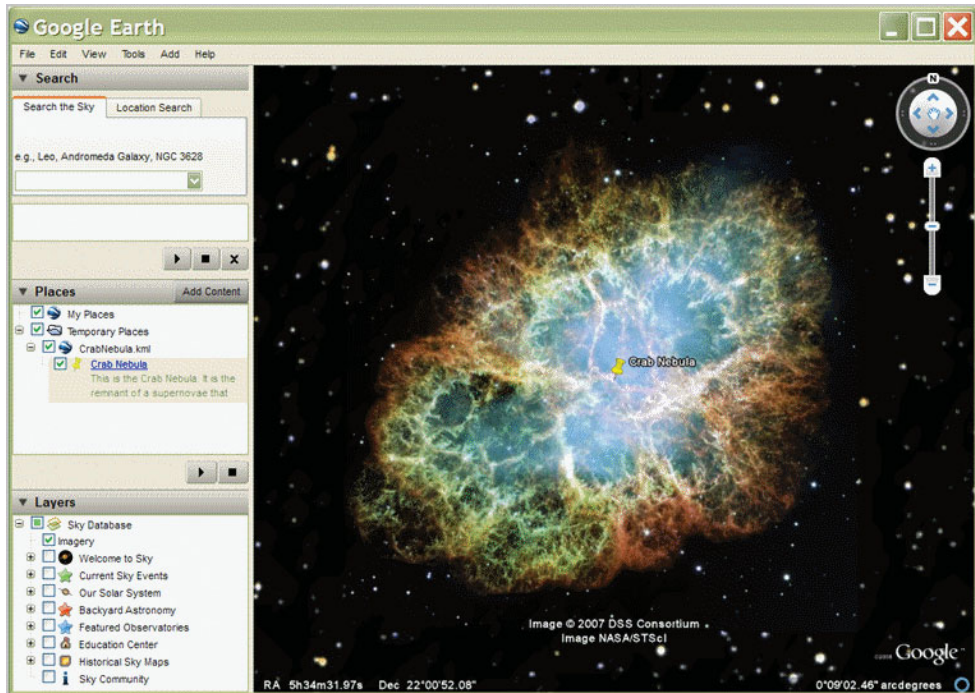 Google Earth
File Edit View Tools Add Help
Search
Search the Sky Location Search
e.g., Leo, Andromeda Galaxy, NGC 3628
Places Add Content
My Places
Temporary Places
CrabNebula.kml
Crab Nebula
This is the Crab Nebula. It is the
remnant of a supernovae that
Layers
Sky Database
Imagery
Welcome to Sky
Current Sky Events
Our Solar System
Backyard Astronomy
Featured Observatories
Education Center
Historical Sky Maps
Sky Community
N
Crab Nebula
Image © 2007 DSS Consortium
Image NASA/STScI
Google™
RA 5h34m31.97s Dec 22°00'52.08" 0°09'02.46" arcdegrees